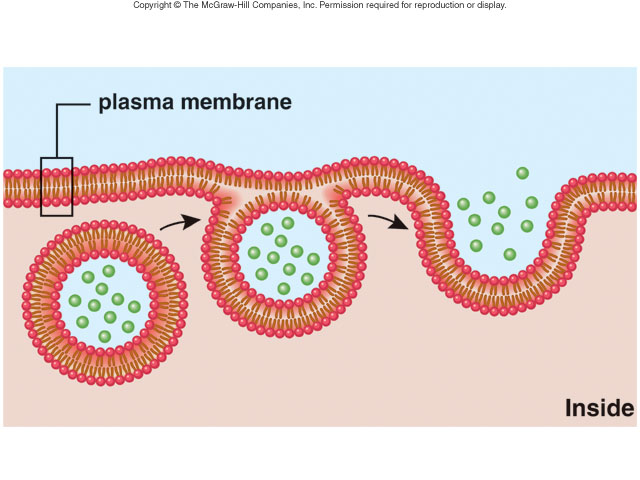 Copyright © The McGraw-Hill Companies, Inc. Permission required for reproduction or display.
plasma membrane
Inside